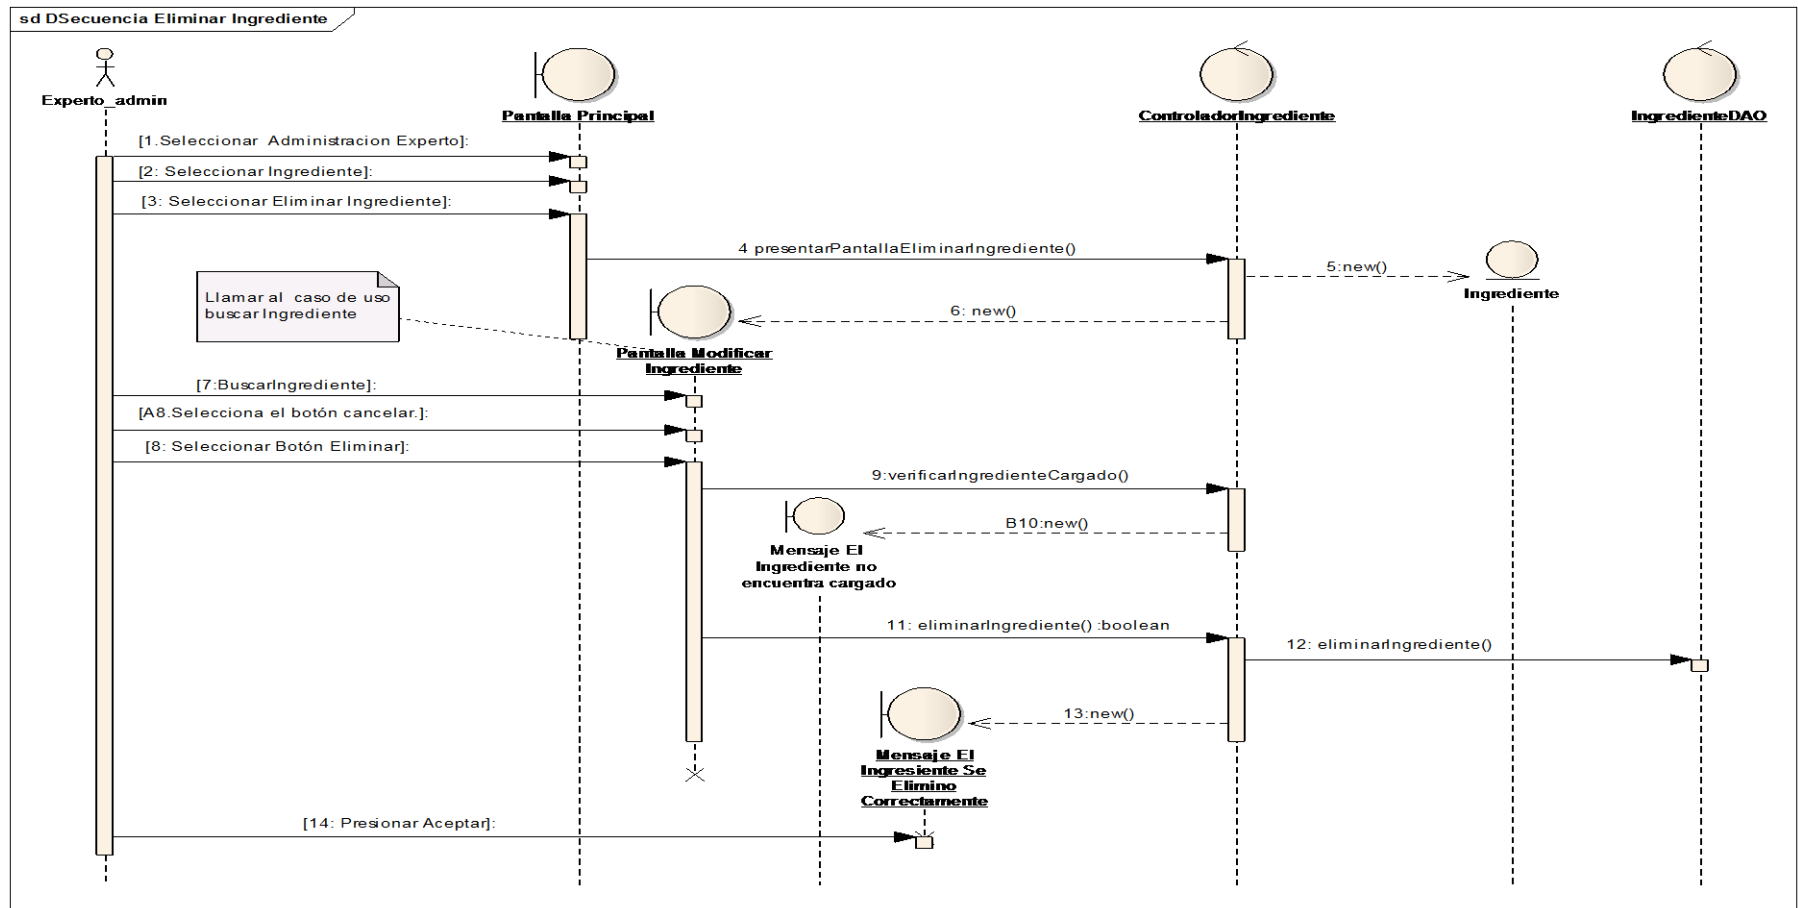 sd DSecuencia Eliminar Ingrediente
Experto_admin
Pantalla Principal
ControladorIngrediente
IngredienteDAO
[1.Seleccionar  Administracion Experto]:
[2: Seleccionar Ingrediente]:
[3: Seleccionar Eliminar Ingrediente]:
4 presentarPantallaEliminarIngrediente()
5:new()
Ingrediente
Llamar al  caso de uso
buscar Ingrediente
6: new()
Pantalla Modificar
Ingrediente
[7:BuscarIngrediente]:
[A8.Selecciona el botón cancelar.]:
[8: Seleccionar Botón Eliminar]:
9:verificarIngredienteCargado()
B10:new()
Mensaje El
Ingrediente no
encuentra cargado
11: eliminarIngrediente() :boolean
12: eliminarIngrediente()
13:new()
Mensaje El
Ingresiente Se
Elimino
Correctamente
[14: Presionar Aceptar]: